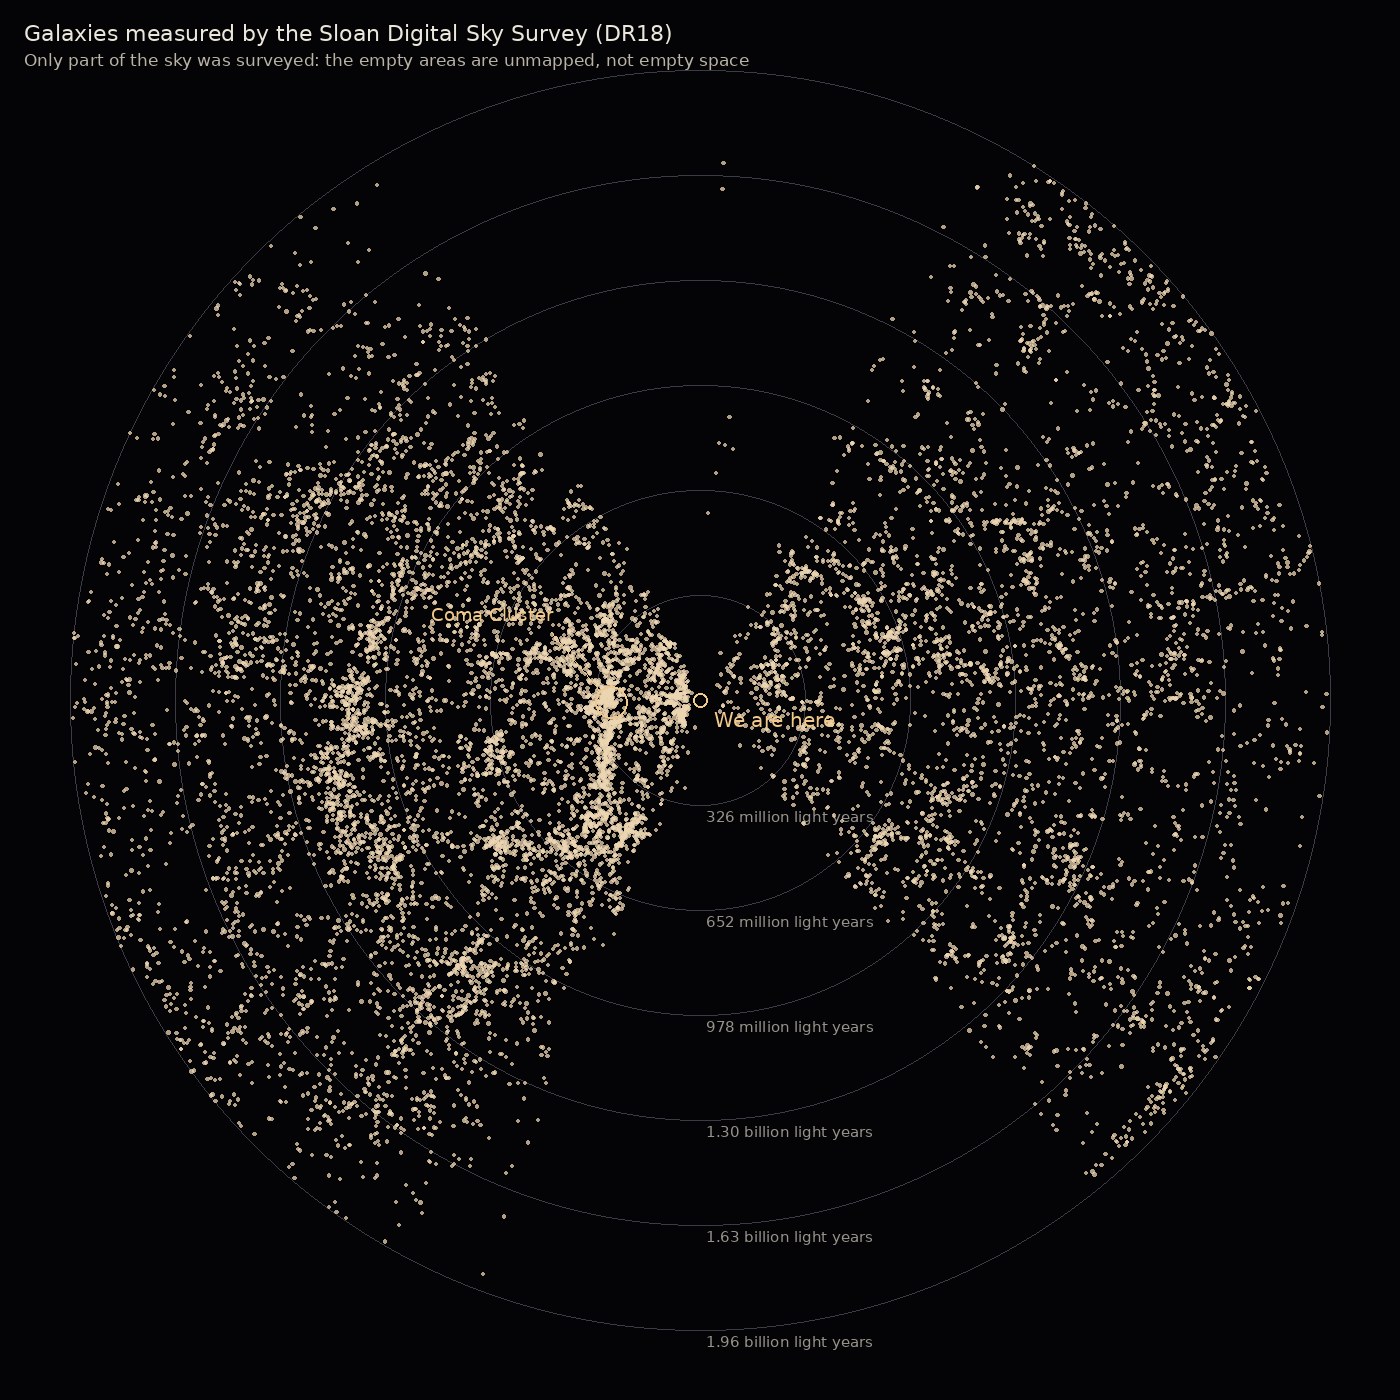 Galaxies measured by the Sloan Digital Sky Survey (DR18)
Only part of the sky was surveyed: the empty areas are unmapped, not empty space
Coma Cluster
We are here
326 million light years
652 million light years
978 million light years
1.30 billion light years
1.63 billion light years
1.96 billion light years